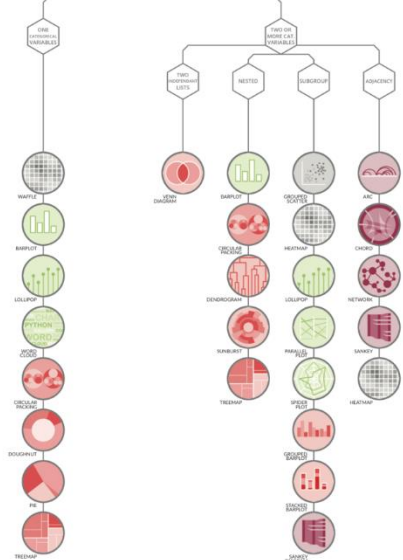 ONE
CATEGORICAL
VARIABLES
TWO OR
MORE CAT.
VARIABLES
TWO
INDEPENDANT
LISTS
NESTED
SUBGROUP
ADJACENCY
WAFFLE
BARPLOT
LOLLIPOP
PYTHON
WORD
WORD
CLOUD
CIRCULAR
PACKING
DOUGHNUT
PIE
TREEMAP
VENN
DIAGRAM
BARPLOT
CIRCULAR
PACKING
DENDROGRAM
SUNBURST
TREEMAP
GROUPED
SCATTER
HEATMAP
LOLLIPOP
PARALLEL
PLOT
SPIDER
PLOT
GROUPED
BARPLOT
STACKED
BARPLOT
SANKEY
ARC
CHORD
NETWORK
SANKEY
HEATMAP